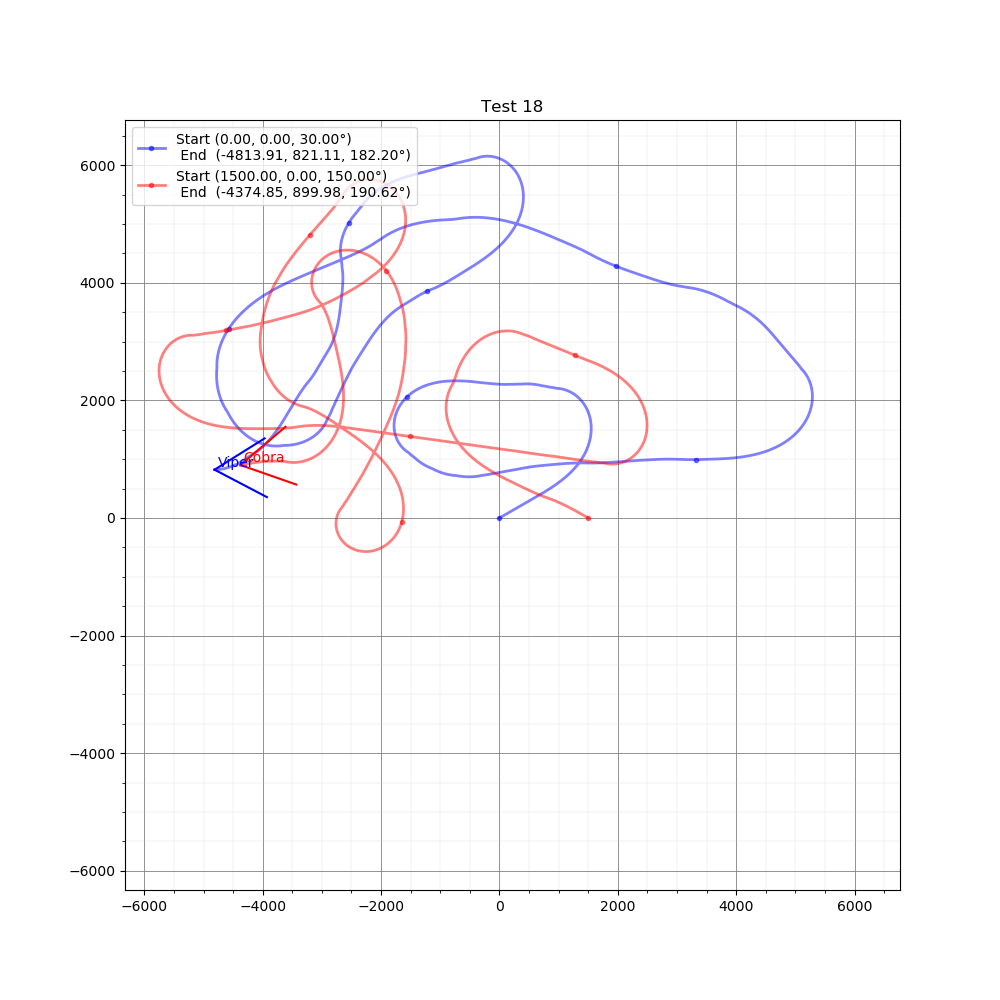 Test 18
Start (0.00, 0.00, 30.00°)
End (-4813.91, 821.11, 182.20°)
Start (1500.00, 0.00, 150.00°)
End (-4374.85, 899.98, 190.62°)
6000
4000
2000
0
−2000
−4000
−6000
Viper
Cobra
−6000
−4000
−2000
0
2000
4000
6000